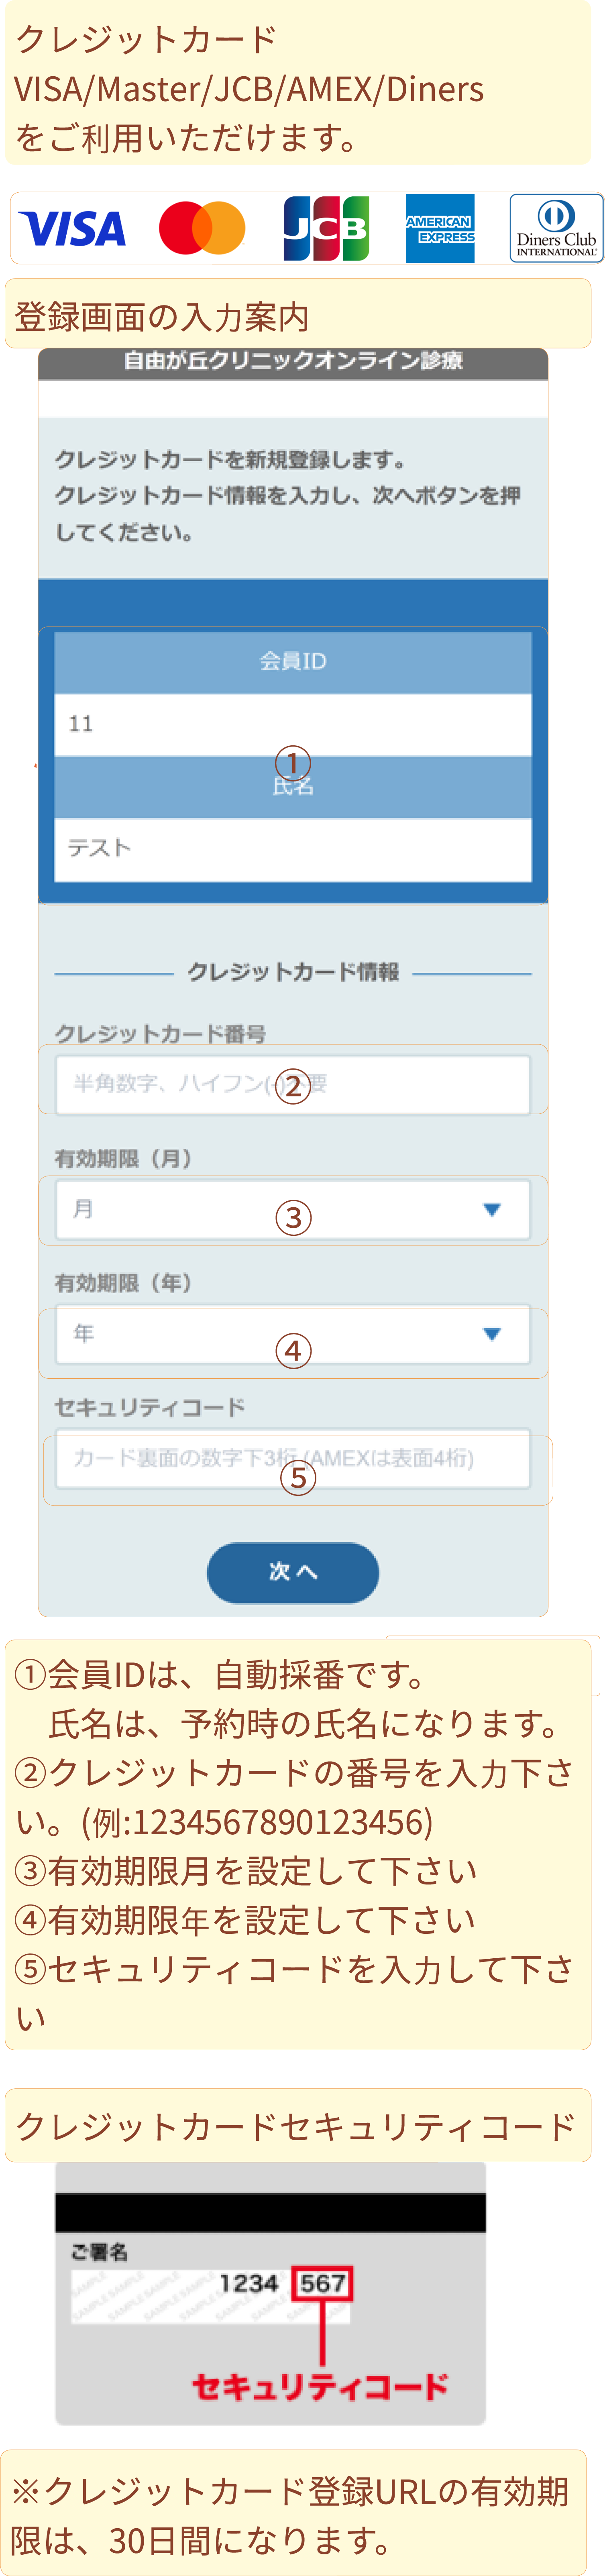 クレジットカード
VISA/Master/JCB/AMEX/Diners
をご利用いただけます。
VISA
JCB
AMERICAN
EXPRESS
Diners Club
INTERNATIONAL
登録画面の入力案内
自由が丘クリニックオンライン診療
クレジットカードを新規登録します。
クレジットカード情報を入力し、次へボタンを押
してください。
会員ID
11
①
氏名
テスト
クレジットカード情報
クレジットカード番号
半角数字、ハイフン(-)不要
②
有効期限（月）
月
③
有効期限（年）
年
④
セキュリティコード
カード裏面の数字下3桁 (AMEXは表面4桁)
⑤
次 へ
①会員IDは、自動採番です。
　氏名は、予約時の氏名になります。
②クレジットカードの番号を入力下さ
い。(例:1234567890123456)
③有効期限月を設定して下さい
④有効期限年を設定して下さい
⑤セキュリティコードを入力して下さ
い
クレジットカードセキュリティコード
ご署名
1234 567
SAMPLE SAMPLE SAMPLE SAMPLE
セキュリティコード
※クレジットカード登録URLの有効期
限は、30日間になります。